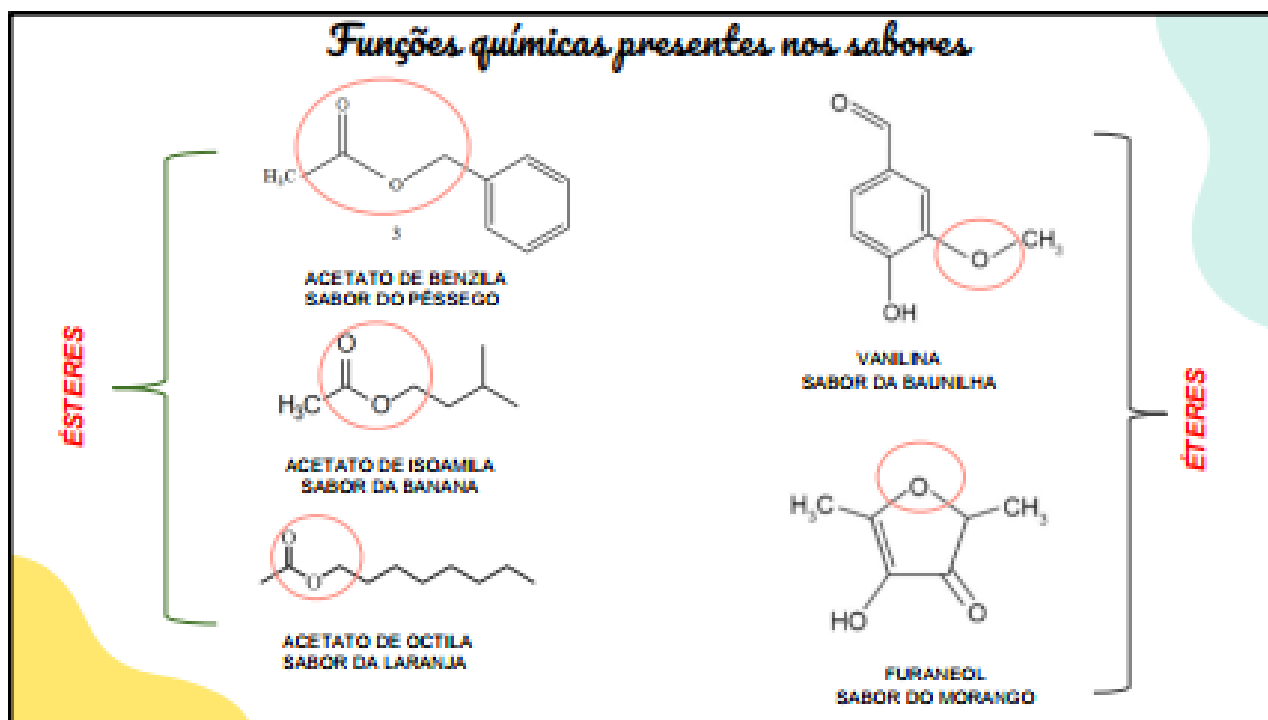 Funções químicas presentes nos sabores
ÉSTERES
O
H₃C
O
3
ACETATO DE BENZILA
SABOR DO PÊSSEGO
O
H₃C
O
ACETATO DE ISOAMILA
SABOR DA BANANA
O
O
ACETATO DE OCTILA
SABOR DA LARANJA
O
O
CH₃
OH
VANILINA
SABOR DA BAUNILHA
O
H₃C
CH₃
HO
O
FURANEOL
SABOR DO MORANGO
ÉTERES